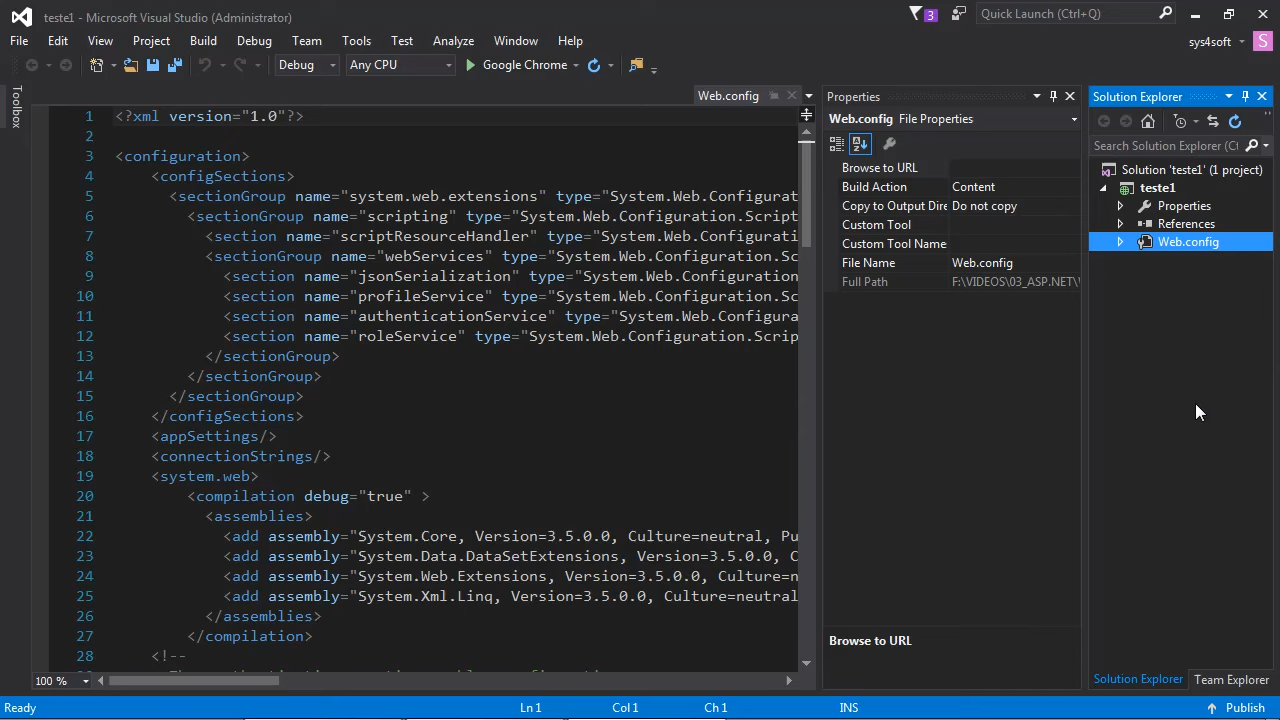 teste1 - Microsoft Visual Studio (Administrator)
3
Quick Launch (Ctrl+Q)
File Edit View Project Build Debug Team Tools Test Analyze Window Help
sys4soft
S
Debug
Any CPU
Google Chrome
Toolbox
Web.config
1 <?xml version="1.0"?>
2
3 <configuration>
4 <configSections>
5 <sectionGroup name="system.web.extensions" type="System.Web.Configura
6 <sectionGroup name="scripting" type="System.Web.Configuration.Script
7 <section name="scriptResourceHandler" type="System.Web.Configurati
8 <sectionGroup name="webServices" type="System.Web.Configuration.Sc
9 <section name="jsonSerialization" type="System.Web.Configuration.
10 <section name="profileService" type="System.Web.Configuration.Sc
11 <section name="authenticationService" type="System.Web.Configura
12 <section name="roleService" type="System.Web.Configuration.Scrip
13 </sectionGroup>
14 </sectionGroup>
15 </sectionGroup>
16 </configSections>
17 <appSettings/>
18 <connectionStrings/>
19 <system.web>
20 <compilation debug="true" >
21 <assemblies>
22 <add assembly="System.Core, Version=3.5.0.0, Culture=neutral, Pu
23 <add assembly="System.Data.DataSetExtensions, Version=3.5.0.0, C
24 <add assembly="System.Web.Extensions, Version=3.5.0.0, Culture=n
25 <add assembly="System.Xml.Linq, Version=3.5.0.0, Culture=neutral
26 </assemblies>
27 </compilation>
28 <!--
100 %
Properties
Web.config File Properties
Browse to URL
Build Action Content
Copy to Output Dire Do not copy
Custom Tool
Custom Tool Name
File Name Web.config
Full Path F:\VIDEOS\03_ASP.NET\
Browse to URL
Solution Explorer
Search Solution Explorer (Ct
Solution 'teste1' (1 project)
teste1
Properties
References
Web.config
Solution Explorer
Team Explorer
Ready
Ln 1
Col 1
Ch 1
INS
Publish